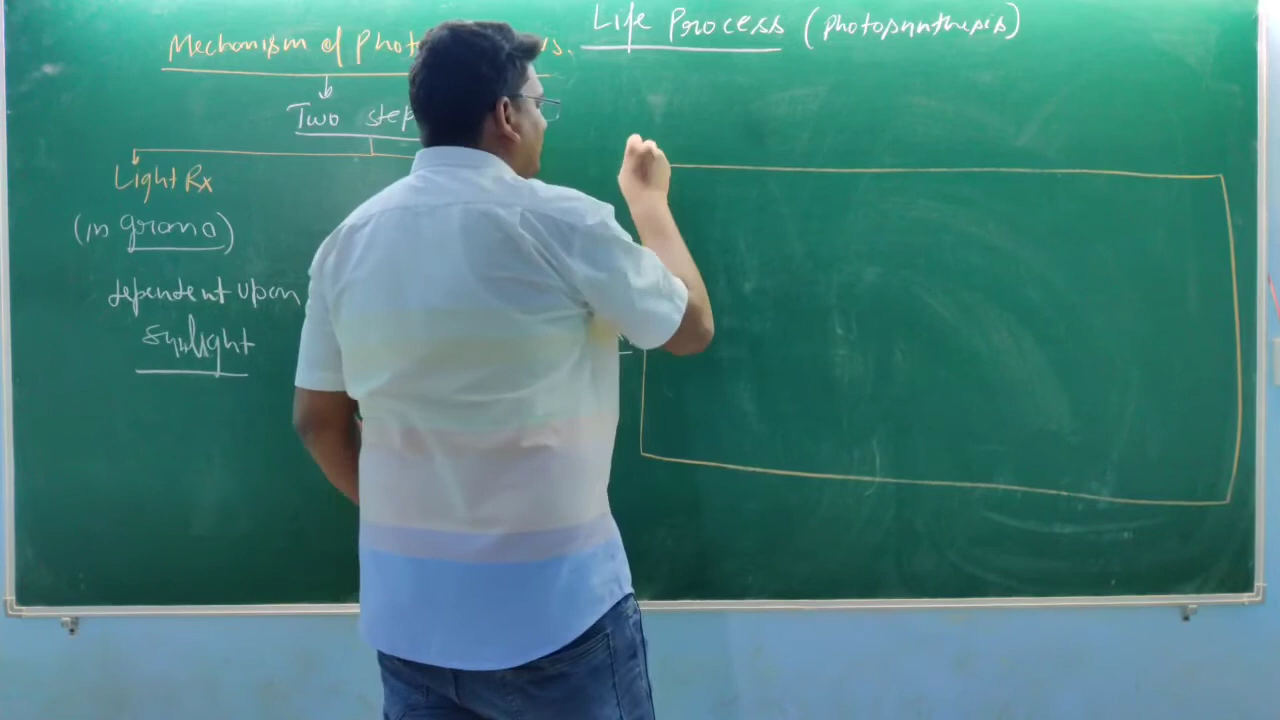 Life Process (Photosynthesis)
Mechanism of Phot
Two step
Light Rx
(in grana)
dependent upon
sunlight